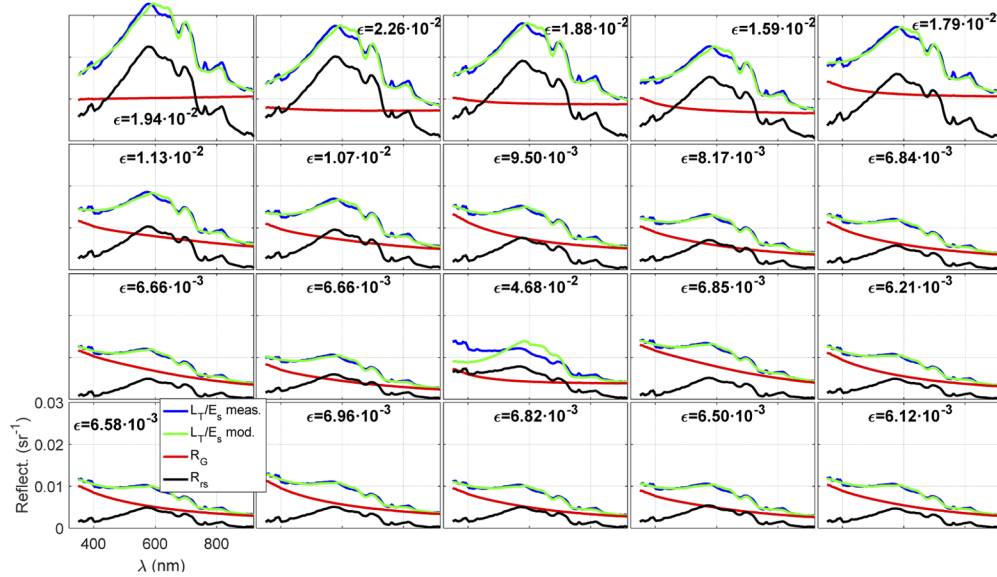 ϵ=1.94·10⁻²
ϵ=2.26·10⁻²
ϵ=1.88·10⁻²
ϵ=1.59·10⁻²
ϵ=1.79·10⁻²
ϵ=1.13·10⁻²
ϵ=1.07·10⁻²
ϵ=9.50·10⁻³
ϵ=8.17·10⁻³
ϵ=6.84·10⁻³
ϵ=6.66·10⁻³
ϵ=6.66·10⁻³
ϵ=4.68·10⁻²
ϵ=6.85·10⁻³
ϵ=6.21·10⁻³
ϵ=6.58·10⁻³
ϵ=6.96·10⁻³
ϵ=6.82·10⁻³
ϵ=6.50·10⁻³
ϵ=6.12·10⁻³
L_T/E_s meas.
L_T/E_s mod.
R_G
R_rs
Reflect. (sr⁻¹)
0.03
0.02
0.01
0
400 600 800
λ (nm)